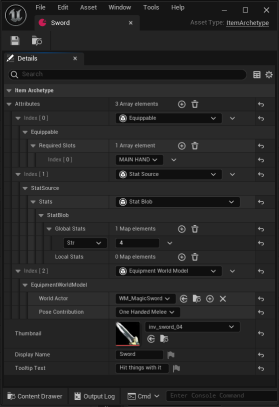 File Edit Asset Window Tools Help
Sword
Asset Type: ItemArchetype
Details
Search
Item Archetype
Attributes 3 Array elements
Index [ 0 ] Equippable
Equippable
Required Slots 1 Array element
Index [ 0 ] MAIN HAND
Index [ 1 ] Stat Source
StatSource
Stats Stat Blob
StatBlob
Global Stats 1 Map elements
Str 4
Local Stats 0 Map elements
Index [ 2 ] Equipment World Model
EquipmentWorldModel
World Actor WM_MagicSword
Pose Contribution One Handed Melee
Thumbnail inv_sword_04
Display Name Sword
Tooltip Text Hit things with it
Content Drawer Output Log Cmd Enter Console Command